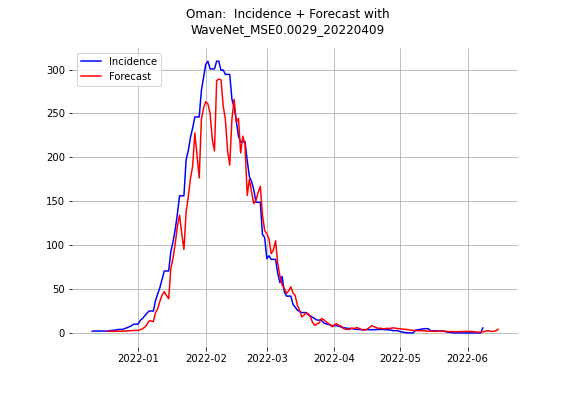 Oman:  Incidence + Forecast with
WaveNet_MSE0.0029_20220409
Incidence
Forecast
300
250
200
150
100
50
0
2022-01 2022-02 2022-03 2022-04 2022-05 2022-06